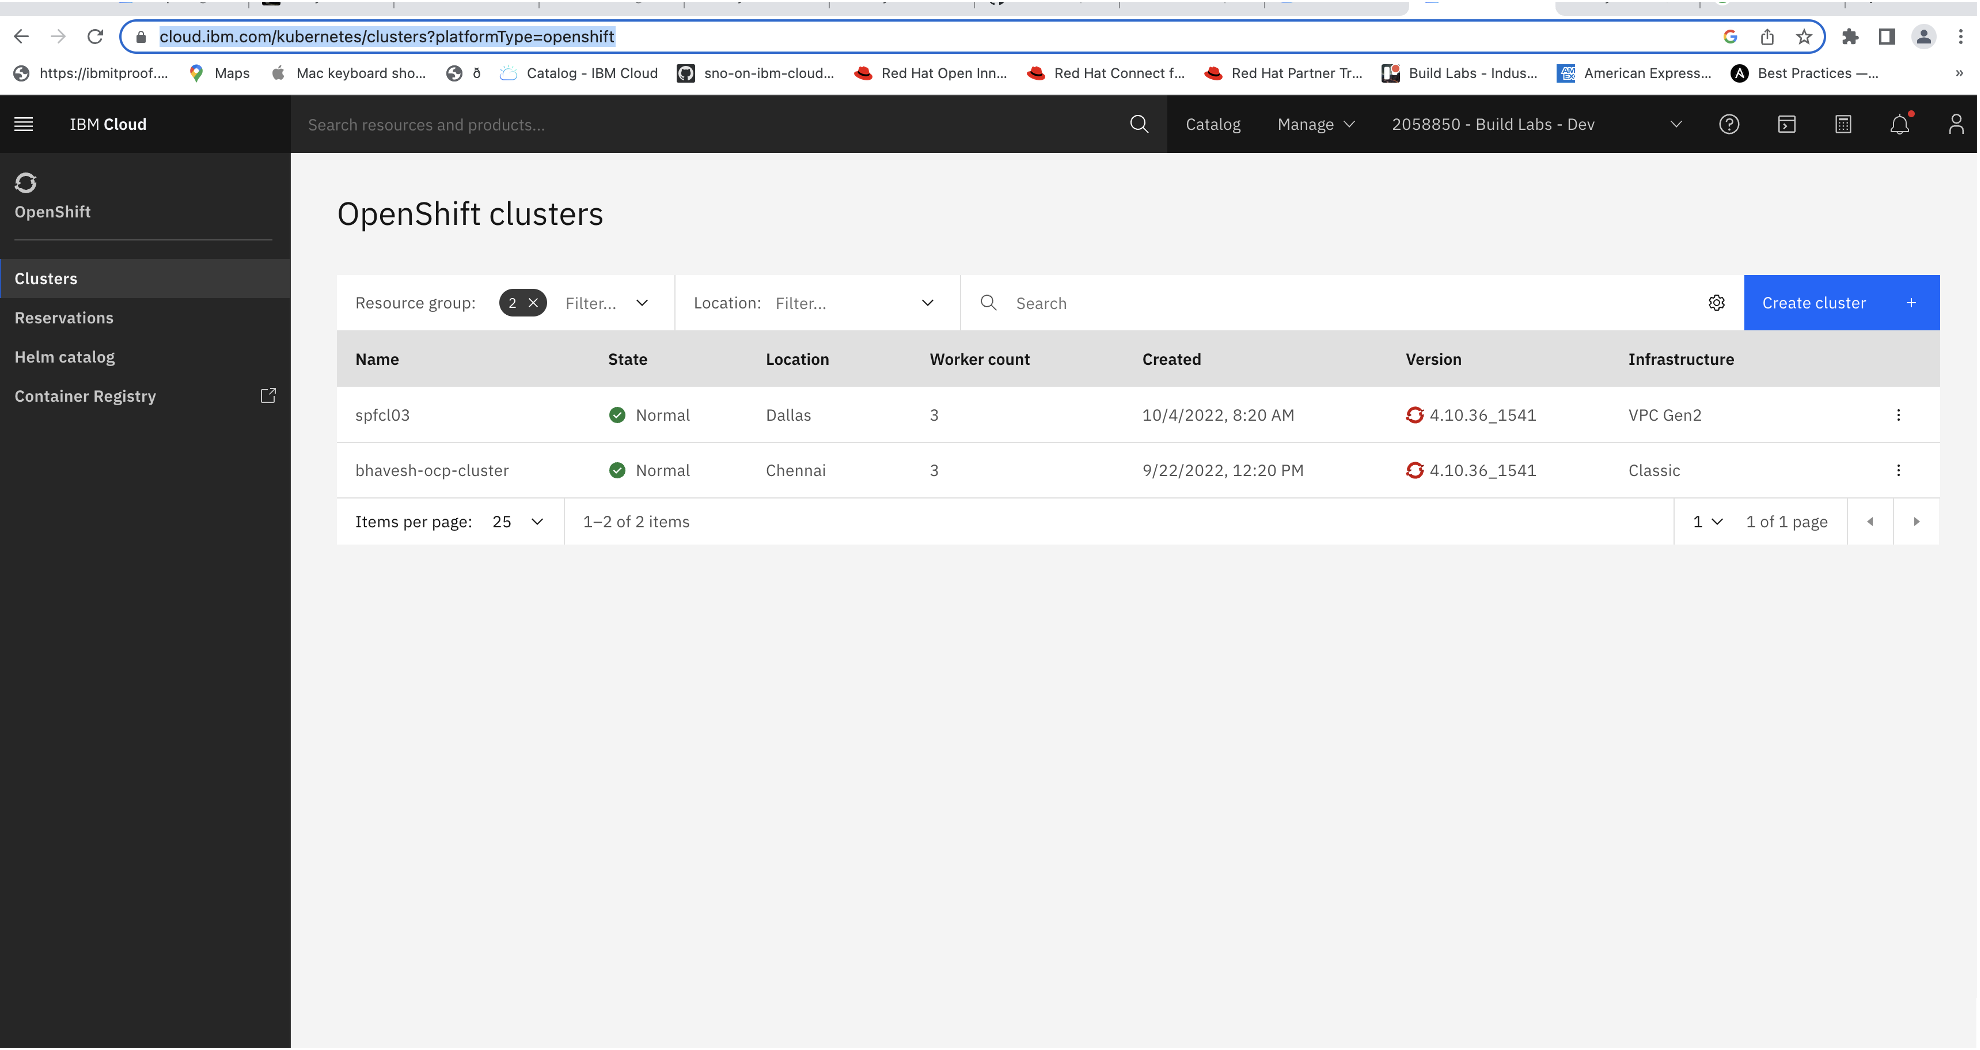 cloud.ibm.com/kubernetes/clusters?platformType=openshift
https://ibmitproof.... Maps Mac keyboard sho... ð Catalog - IBM Cloud sno-on-ibm-cloud... Red Hat Open Inn... Red Hat Connect f... Red Hat Partner Tr... Build Labs - Indus... American Express... Best Practices —... »
IBM Cloud Search resources and products... Catalog Manage 2058850 - Build Labs - Dev
OpenShift
Clusters
Reservations
Helm catalog
Container Registry
OpenShift clusters
Resource group: 2 Filter... Location: Filter... Search Create cluster +
Name State Location Worker count Created Version Infrastructure
spfcl03 Normal Dallas 3 10/4/2022, 8:20 AM 4.10.36_1541 VPC Gen2
bhavesh-ocp-cluster Normal Chennai 3 9/22/2022, 12:20 PM 4.10.36_1541 Classic
Items per page: 25 1–2 of 2 items 1 1 of 1 page